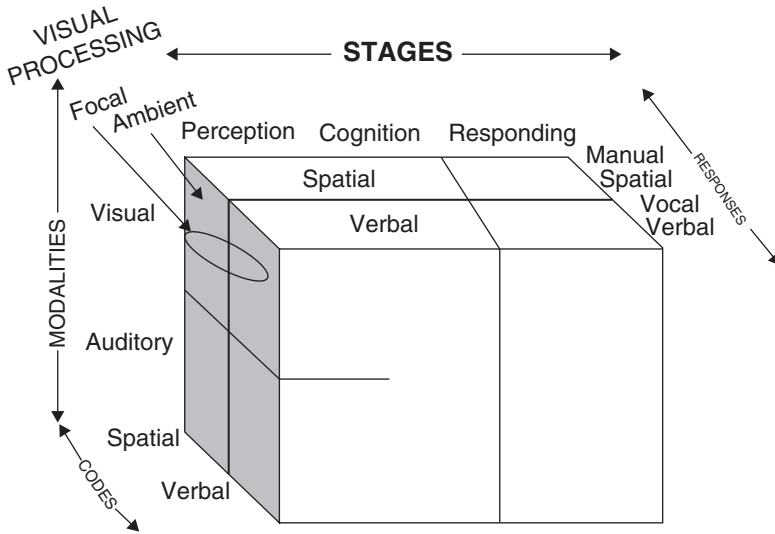 VISUAL
PROCESSING
STAGES
Focal
Ambient
Perception
Cognition
Responding
Manual
Spatial
Vocal
Verbal
RESPONSES
Spatial
Verbal
Visual
MODALITIES
Auditory
Spatial
Verbal
CODES